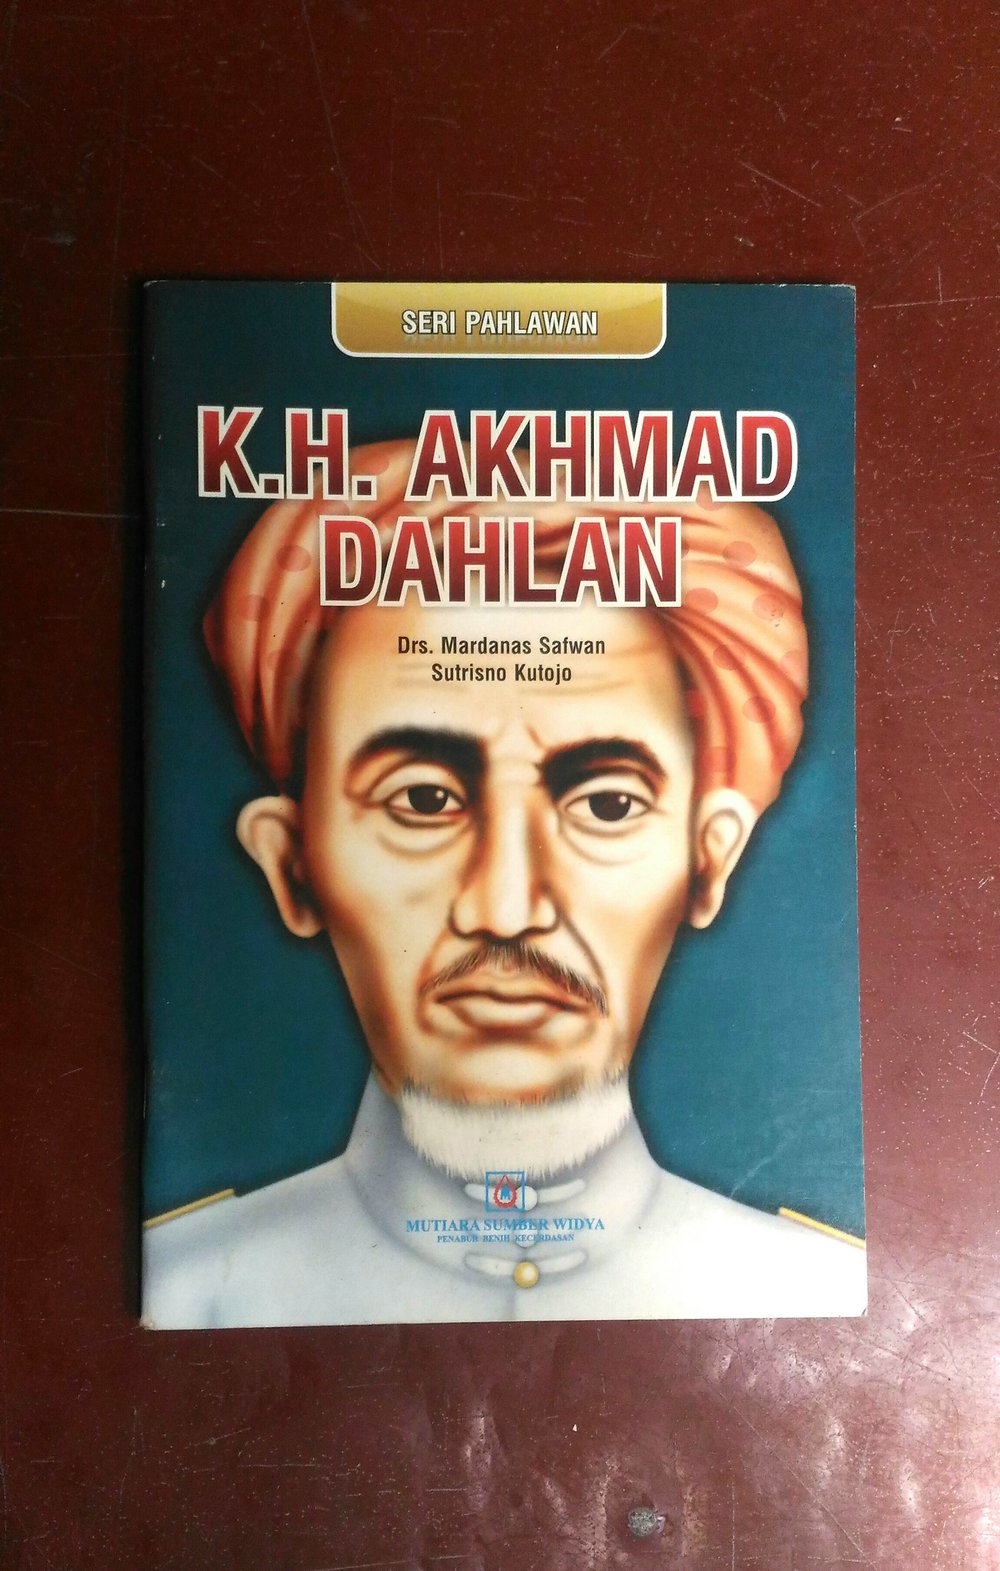 SERI PAHLAWAN
K.H. AKHMAD
DAHLAN
Drs. Mardanas Safwan
Sutrisno Kutojo
MUTIARA SUMBER WIDYA
PENABUR BENIH KECERDASAN